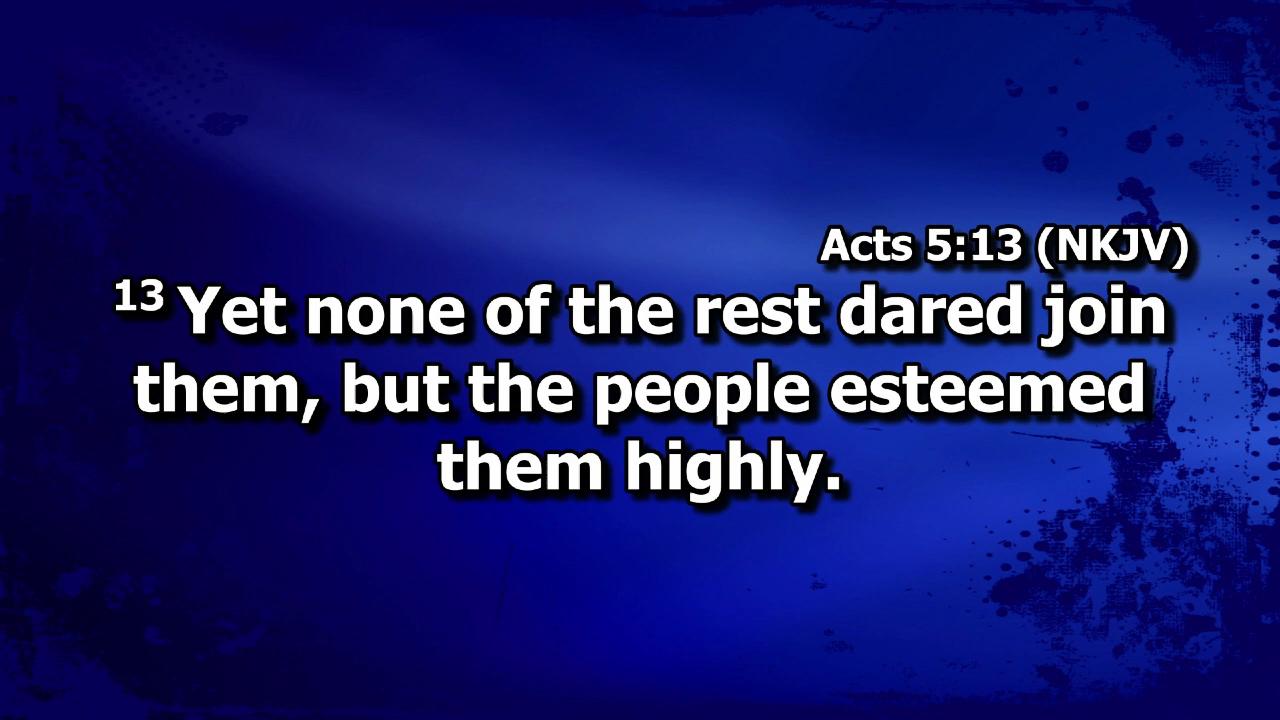 Acts 5:13 (NKJV)
13 Yet none of the rest dared join
them, but the people esteemed
them highly.